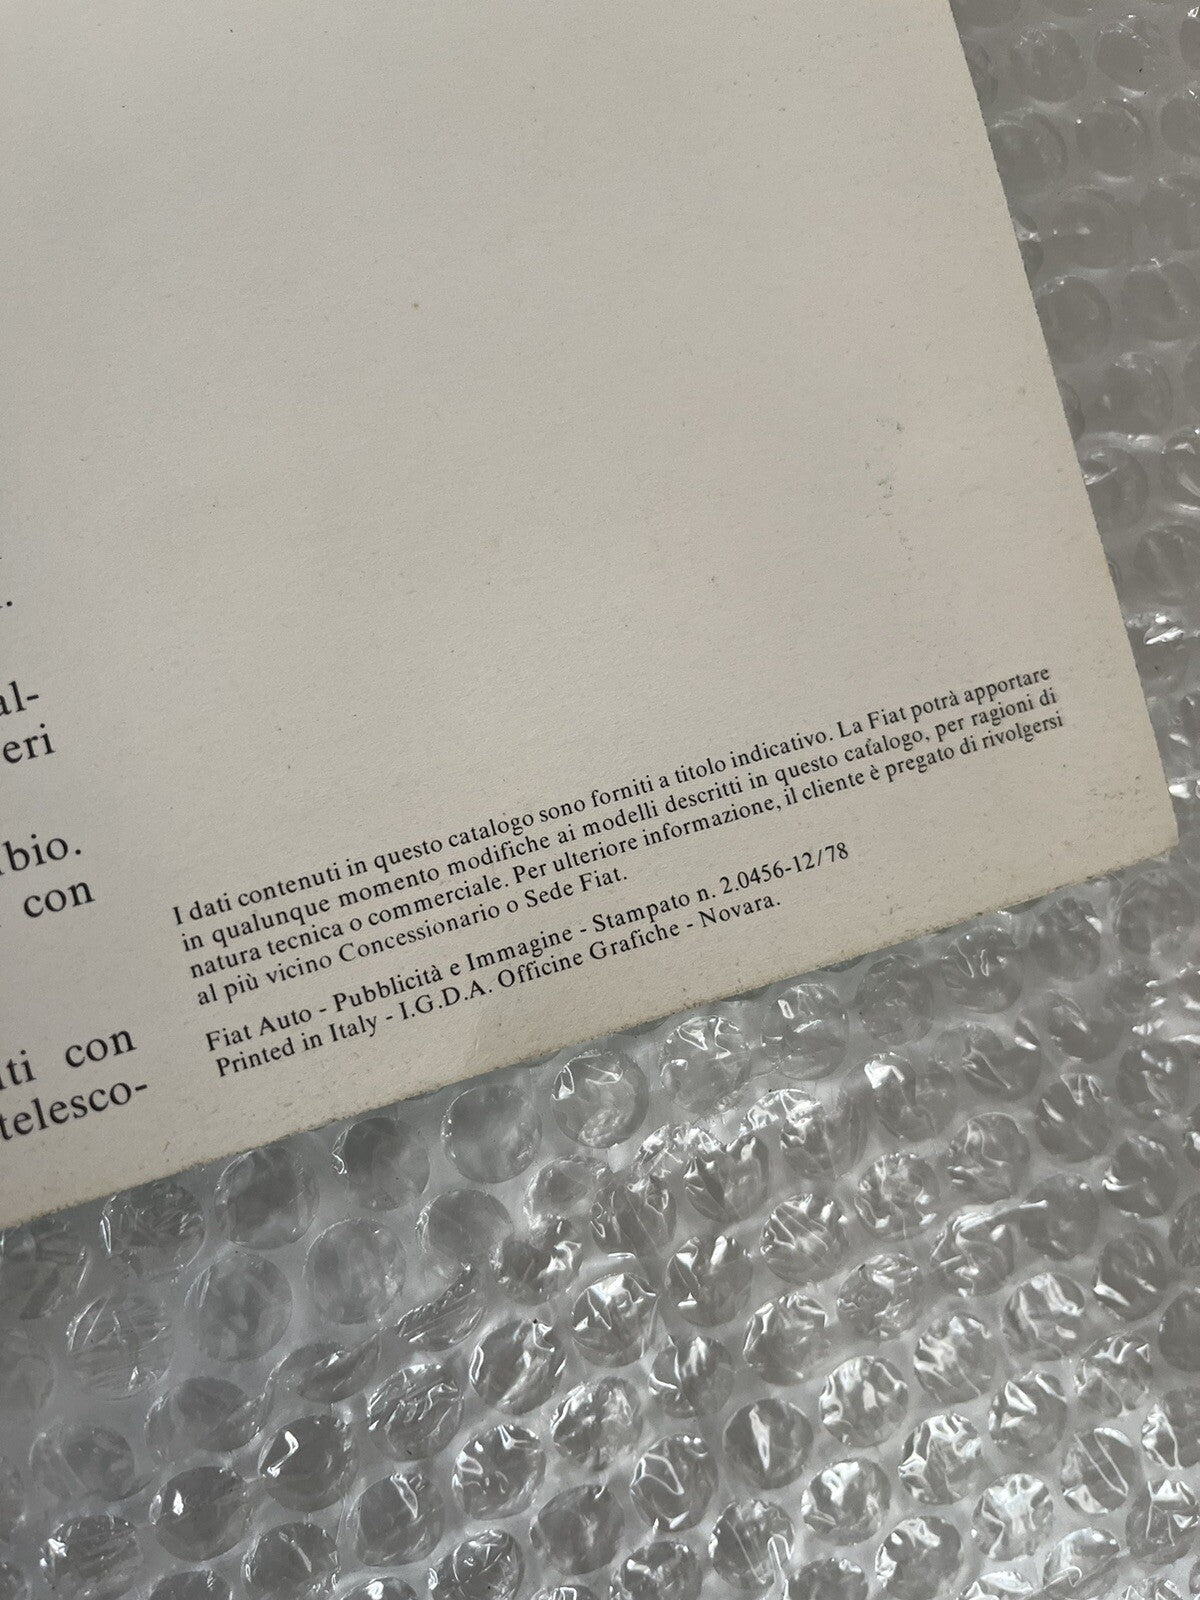 al-
eri
bio.
con
ti con
telesco-
I dati contenuti in questo catalogo sono forniti a titolo indicativo. La Fiat potrà apportare
in qualunque momento modifiche ai modelli descritti in questo catalogo, per ragioni di
natura tecnica o commerciale. Per ulteriore informazione, il cliente è pregato di rivolgersi
al più vicino Concessionario o Sede Fiat.
Fiat Auto - Pubblicità e Immagine - Stampato n. 2.0456-12/78
Printed in Italy - I.G.D.A. Officine Grafiche - Novara.